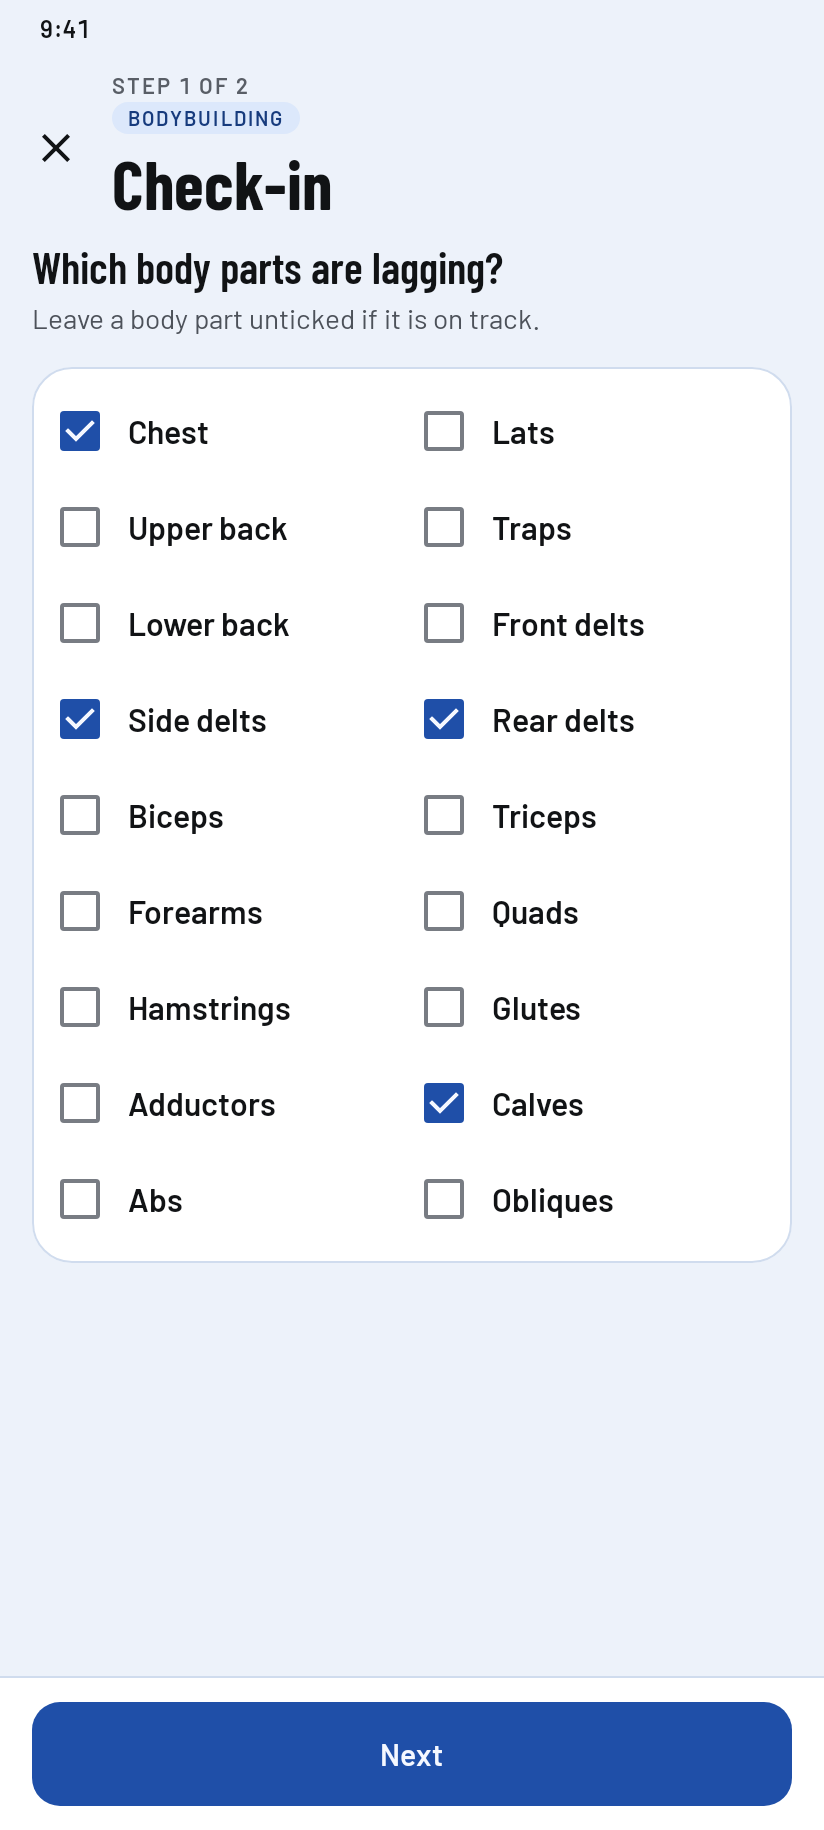 9:41
STEP 1 OF 2
BODYBUILDING
Check-in
Which body parts are lagging?
Leave a body part unticked if it is on track.
Chest
Lats
Upper back
Traps
Lower back
Front delts
Side delts
Rear delts
Biceps
Triceps
Forearms
Quads
Hamstrings
Glutes
Adductors
Calves
Abs
Obliques
Next